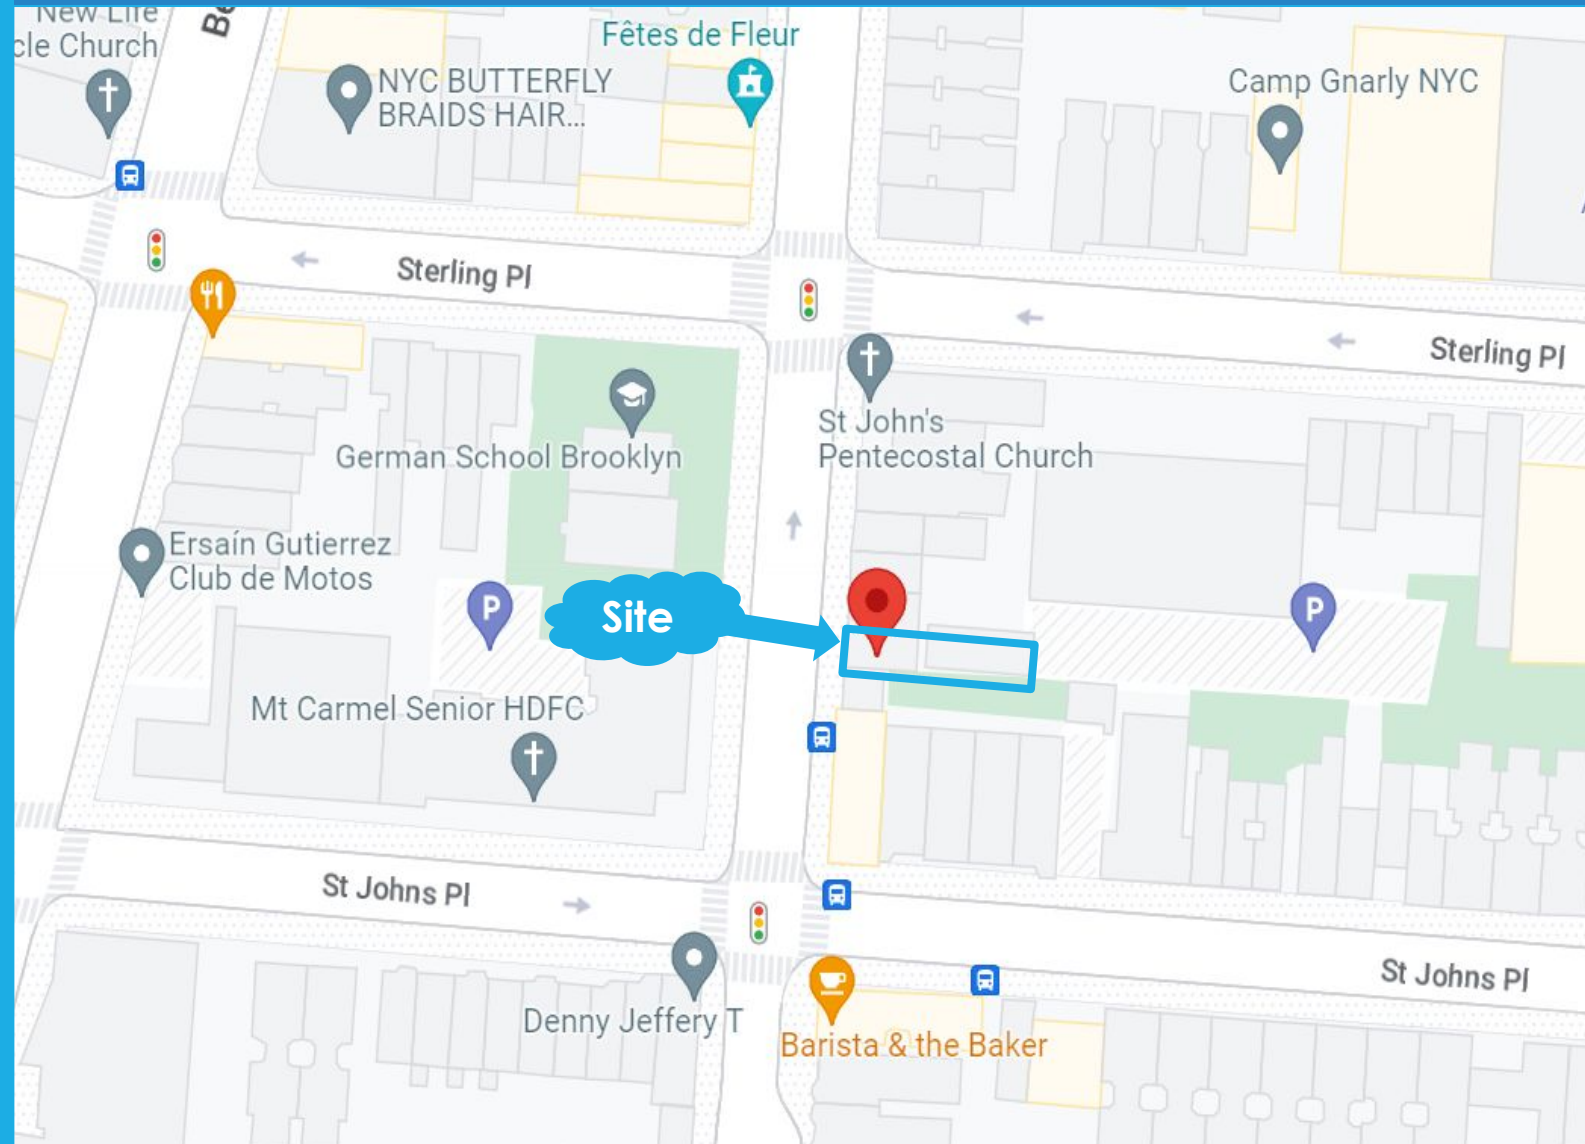 New Life
cle Church
Be
Fêtes de Fleur
NYC BUTTERFLY
BRAIDS HAIR...
Camp Gnarly NYC
Sterling Pl
Sterling Pl
St John's
Pentecostal Church
German School Brooklyn
Ersaín Gutierrez
Club de Motos
P
Site
P
Mt Carmel Senior HDFC
St Johns Pl
St Johns Pl
Denny Jeffery T
Barista & the Baker